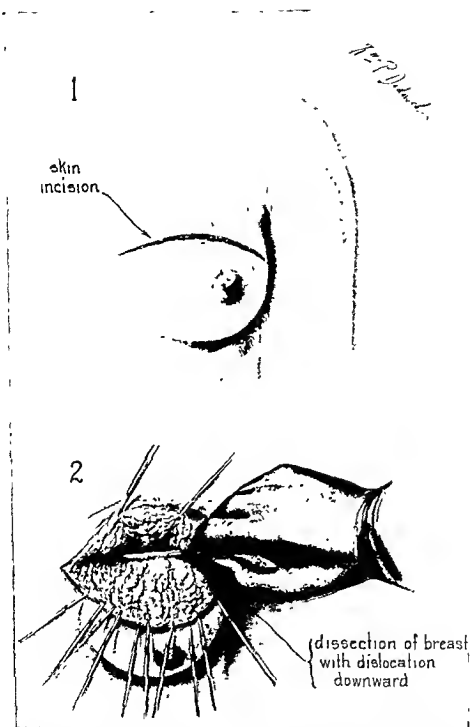 1
skin
incision
2
dissection of breast
with dislocation
downward